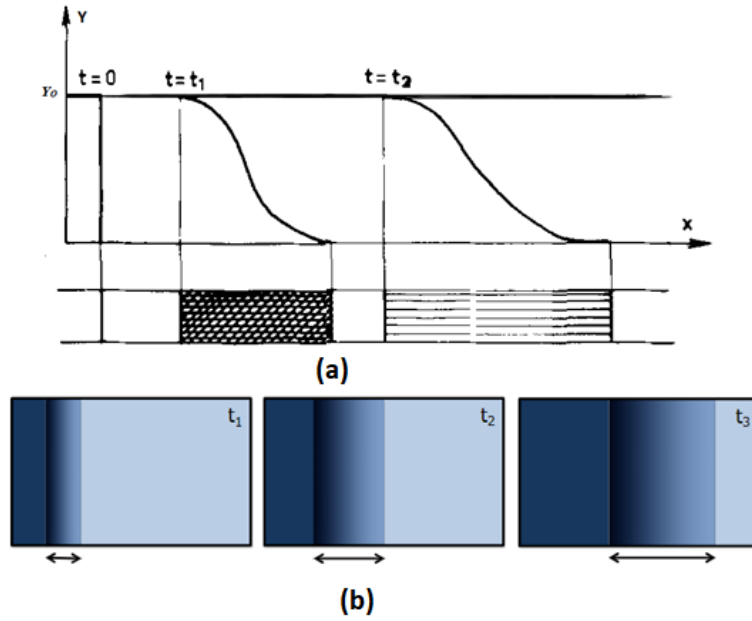 Y
t=0 t=t₁ t=t₂
Yo
X
(a)
t₁ t₂ t₃
(b)